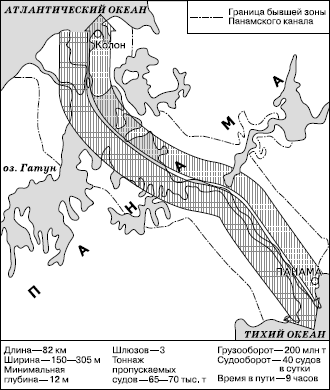 АТЛАНТИЧЕСКИЙ ОКЕАН
Граница бывшей зоны
Панамского канала
Колон
оз. Гатун
ПАНАМА
ПАНАМА
ТИХИЙ ОКЕАН
Длина—82 км
Ширина—150—305 м
Минимальная
глубина—12 м
Шлюзов—3
Тоннаж
пропускаемых
судов—65—70 тыс. т
Грузооборот—200 млн т
Судооборот—40 судов
в сутки
Время в пути—9 часов